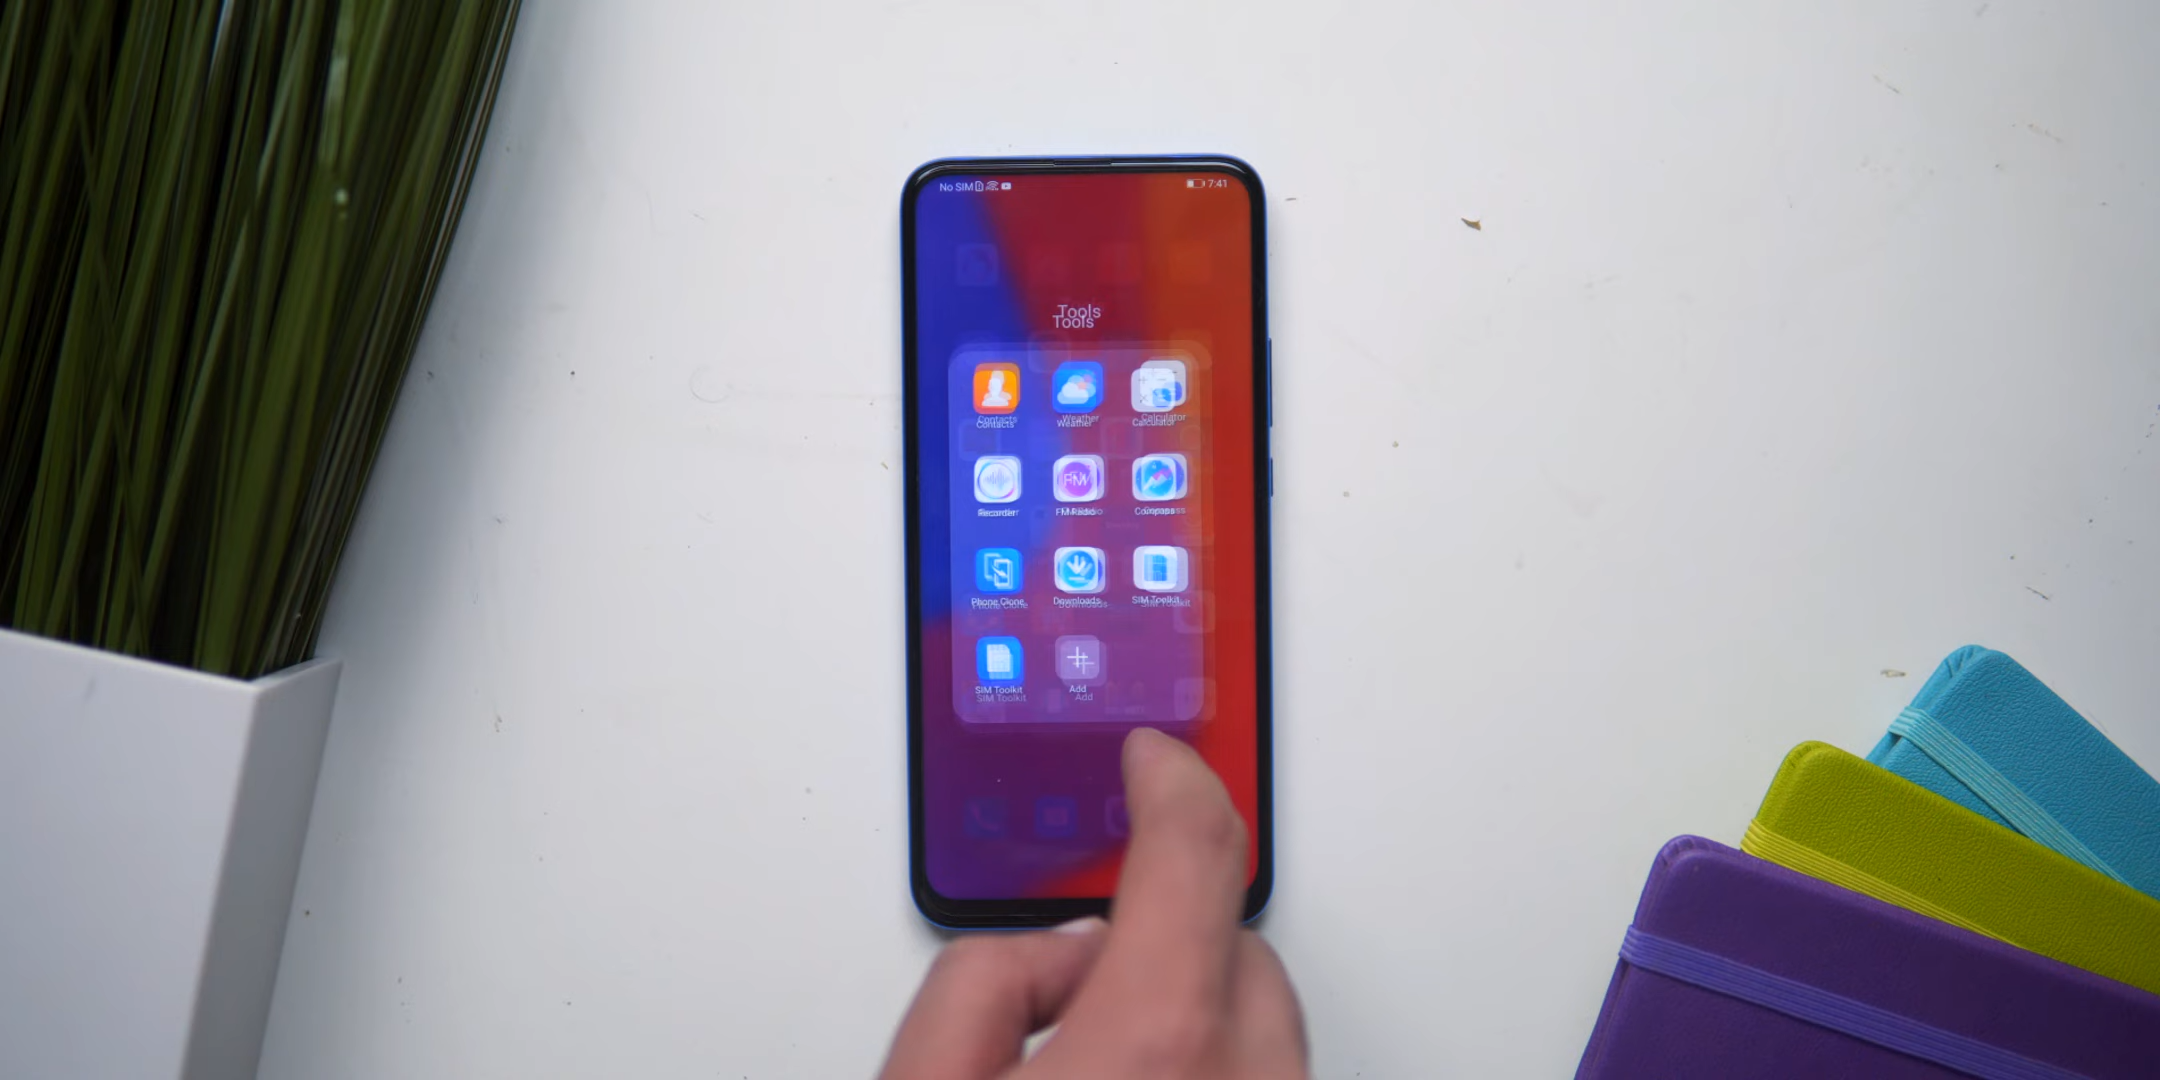 No SIM 7:41
Tools
Contacts Weather Calculator
Recorder FM Radio Compass
Phone Clone Downloads SIM Toolkit
SIM Toolkit Add